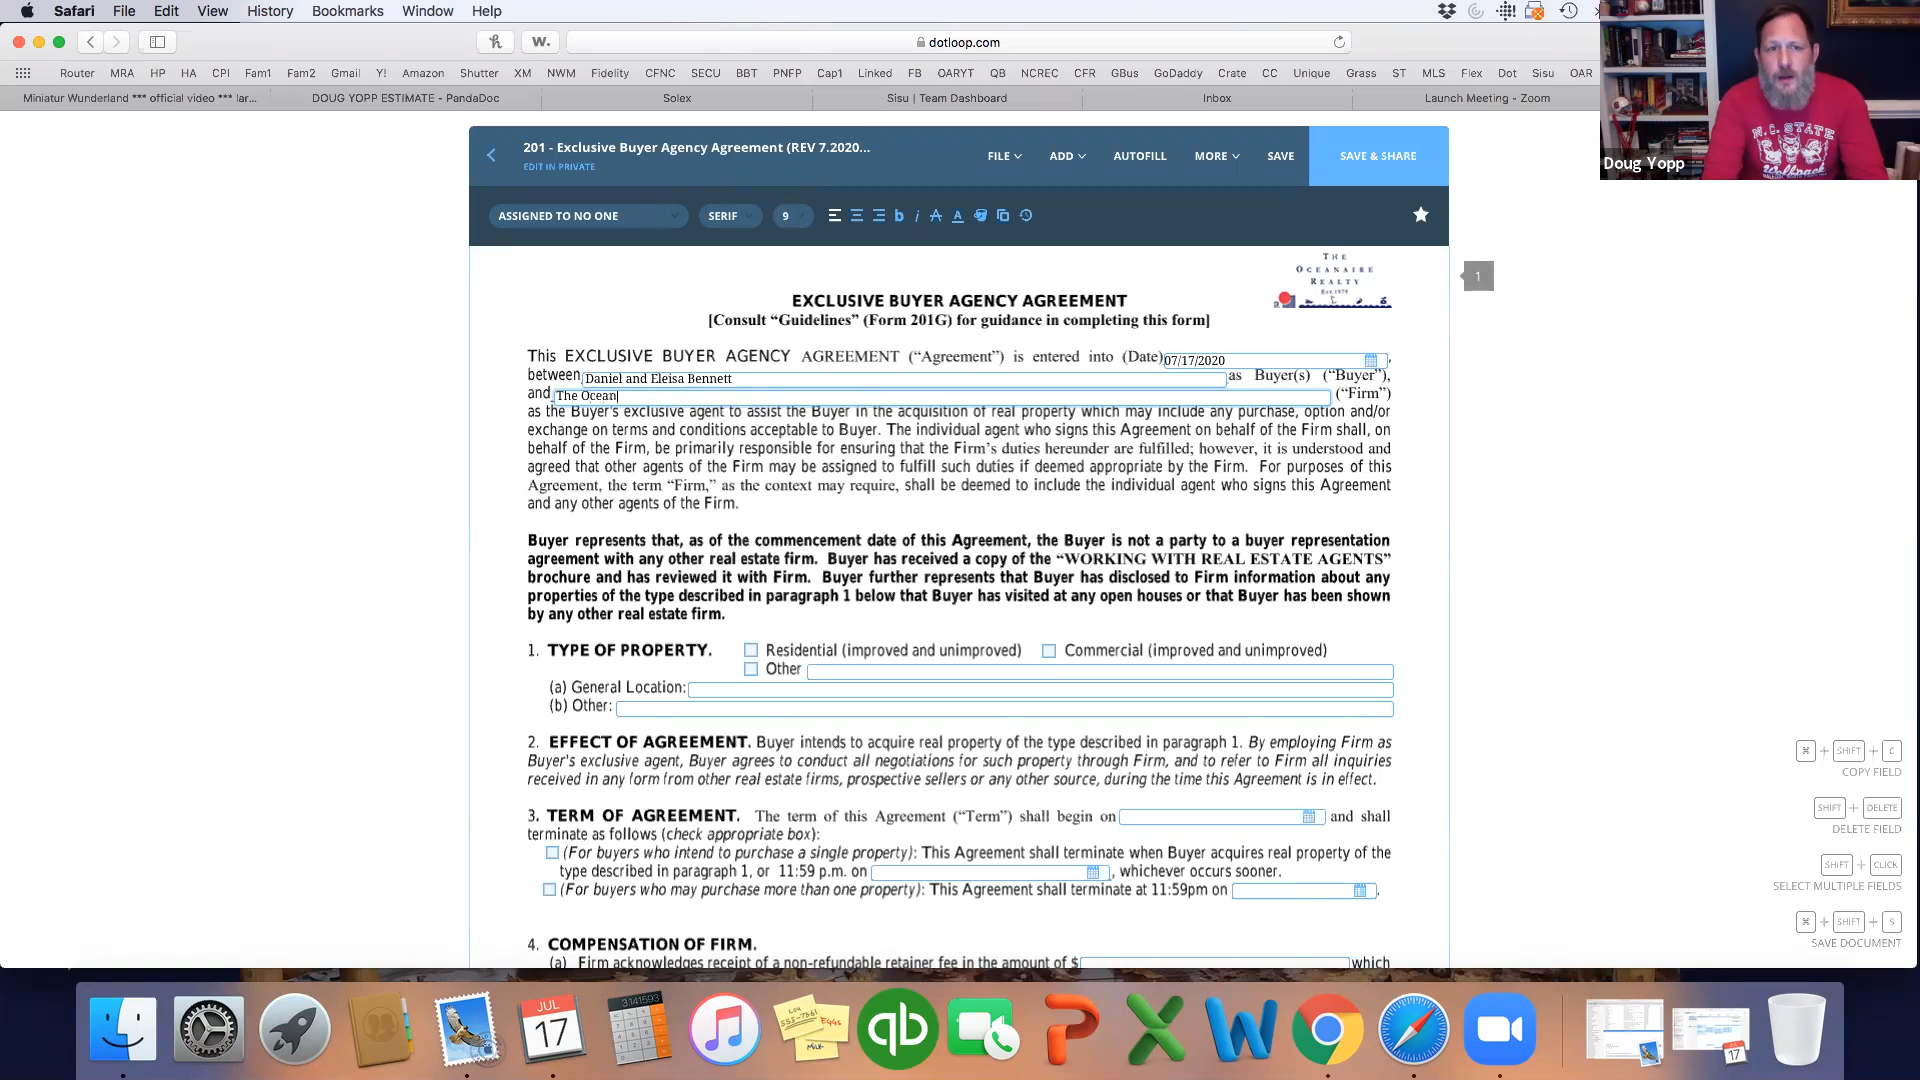 Safari File Edit View History Bookmarks Window Help
w.
dotloop.com
Router MRA HP HA CPI Fam1 Fam2 Gmail Y! Amazon Shutter XM NWM Fidelity CFNC SECU BBT PNFP Cap1 Linked FB OARYT QB NCREC CFR GBus GoDaddy Crate CC Unique Grass ST MLS Flex Dot Sisu OAR
Miniatur Wunderland *** official video *** lar... DOUG YOPP ESTIMATE - PandaDoc Solex Sisu | Team Dashboard Inbox Launch Meeting - Zoom
N.C. STATE
Wolfpack
Doug Yopp
201 - Exclusive Buyer Agency Agreement (REV 7.2020...
EDIT IN PRIVATE
FILE ADD AUTOFILL MORE SAVE SAVE & SHARE
ASSIGNED TO NO ONE SERIF 9 b i A A
THE
OCEANAIRE
REALTY
Est. 1979
1
EXCLUSIVE BUYER AGENCY AGREEMENT
[Consult “Guidelines” (Form 201G) for guidance in completing this form]
This EXCLUSIVE BUYER AGENCY AGREEMENT (“Agreement”) is entered into (Date) 07/17/2020 ,
between Daniel and Eleisa Bennett as Buyer(s) (“Buyer”),
and The Ocean (“Firm”)
as the Buyer's exclusive agent to assist the Buyer in the acquisition of real property which may include any purchase, option and/or
exchange on terms and conditions acceptable to Buyer. The individual agent who signs this Agreement on behalf of the Firm shall, on
behalf of the Firm, be primarily responsible for ensuring that the Firm’s duties hereunder are fulfilled; however, it is understood and
agreed that other agents of the Firm may be assigned to fulfill such duties if deemed appropriate by the Firm. For purposes of this
Agreement, the term “Firm,” as the context may require, shall be deemed to include the individual agent who signs this Agreement
and any other agents of the Firm.
Buyer represents that, as of the commencement date of this Agreement, the Buyer is not a party to a buyer representation
agreement with any other real estate firm. Buyer has received a copy of the “WORKING WITH REAL ESTATE AGENTS”
brochure and has reviewed it with Firm. Buyer further represents that Buyer has disclosed to Firm information about any
properties of the type described in paragraph 1 below that Buyer has visited at any open houses or that Buyer has been shown
by any other real estate firm.
1. TYPE OF PROPERTY. Residential (improved and unimproved) Commercial (improved and unimproved)
Other
(a) General Location:
(b) Other:
2. EFFECT OF AGREEMENT. Buyer intends to acquire real property of the type described in paragraph 1. By employing Firm as
Buyer's exclusive agent, Buyer agrees to conduct all negotiations for such property through Firm, and to refer to Firm all inquiries
received in any form from other real estate firms, prospective sellers or any other source, during the time this Agreement is in effect.
3. TERM OF AGREEMENT. The term of this Agreement (“Term”) shall begin on and shall
terminate as follows (check appropriate box):
(For buyers who intend to purchase a single property): This Agreement shall terminate when Buyer acquires real property of the
type described in paragraph 1, or 11:59 p.m. on , whichever occurs sooner.
(For buyers who may purchase more than one property): This Agreement shall terminate at 11:59pm on .
4. COMPENSATION OF FIRM.
(a) Firm acknowledges receipt of a non-refundable retainer fee in the amount of $ which
⌘ + SHIFT + C
COPY FIELD
SHIFT + DELETE
DELETE FIELD
SHIFT + CLICK
SELECT MULTIPLE FIELDS
⌘ + SHIFT + S
SAVE DOCUMENT
JUL
17
3.141593
555-7361
EGGS
MILK
qb
P
X
W
17